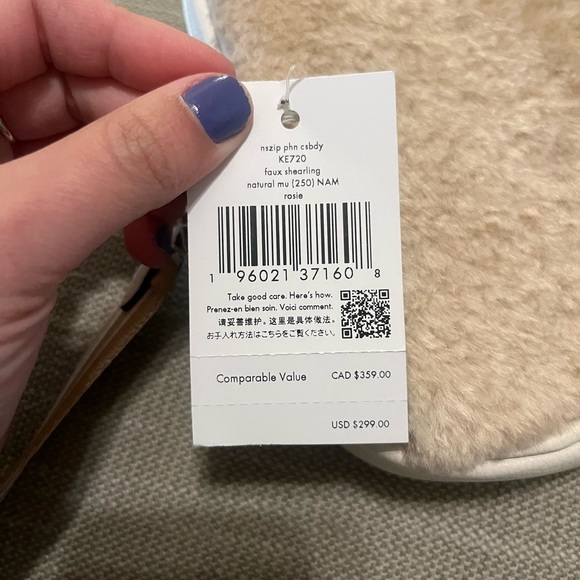 nszip phn csbdy
KE720
faux shearling
natural mu (250) NAM
rosie
1 96021 37160 8
Take good care. Here's how.
Prenez-en bien soin. Voici comment.
请妥善维护。这里是具体做法。
お手入れ方法はこちらをご覧ください。
Comparable Value CAD $359.00
USD $299.00